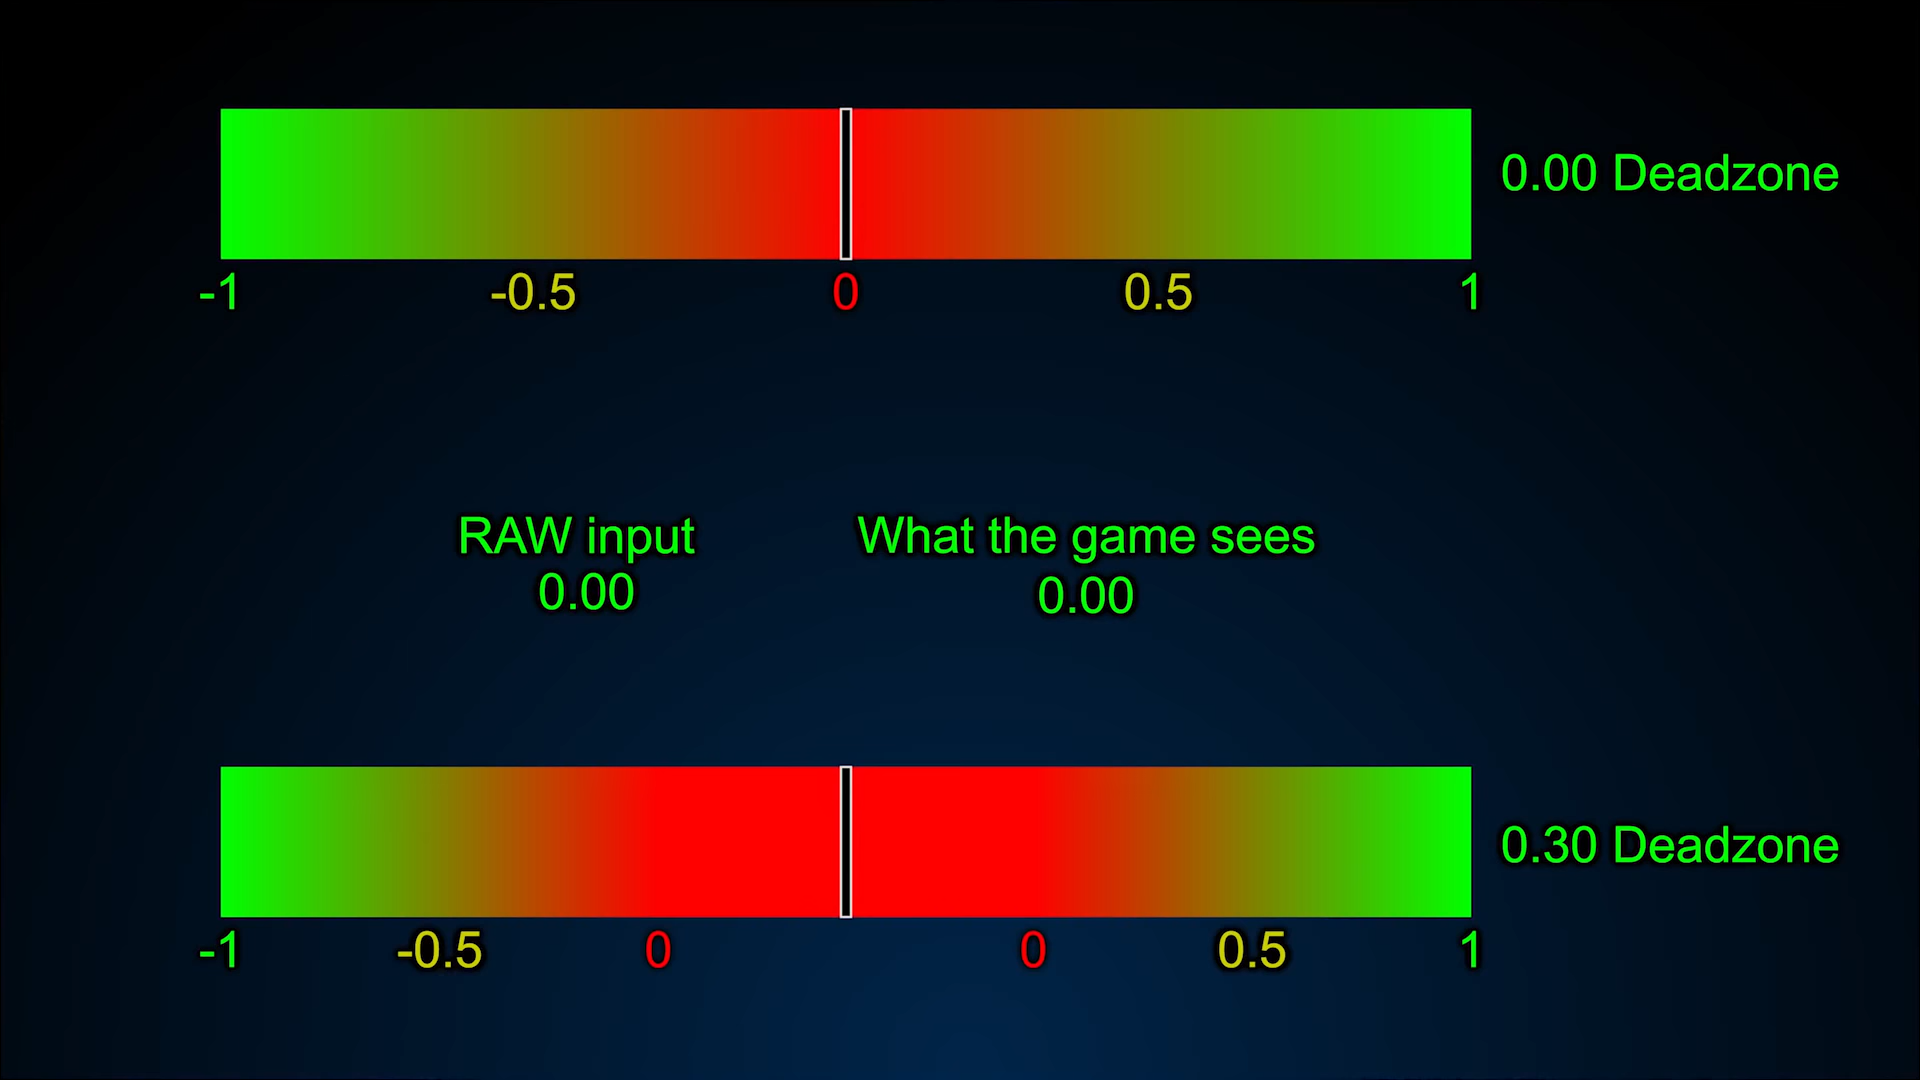 0.00 Deadzone
-1 -0.5 0 0.5 1
RAW input
0.00
What the game sees
0.00
0.30 Deadzone
-1 -0.5 0 0 0.5 1